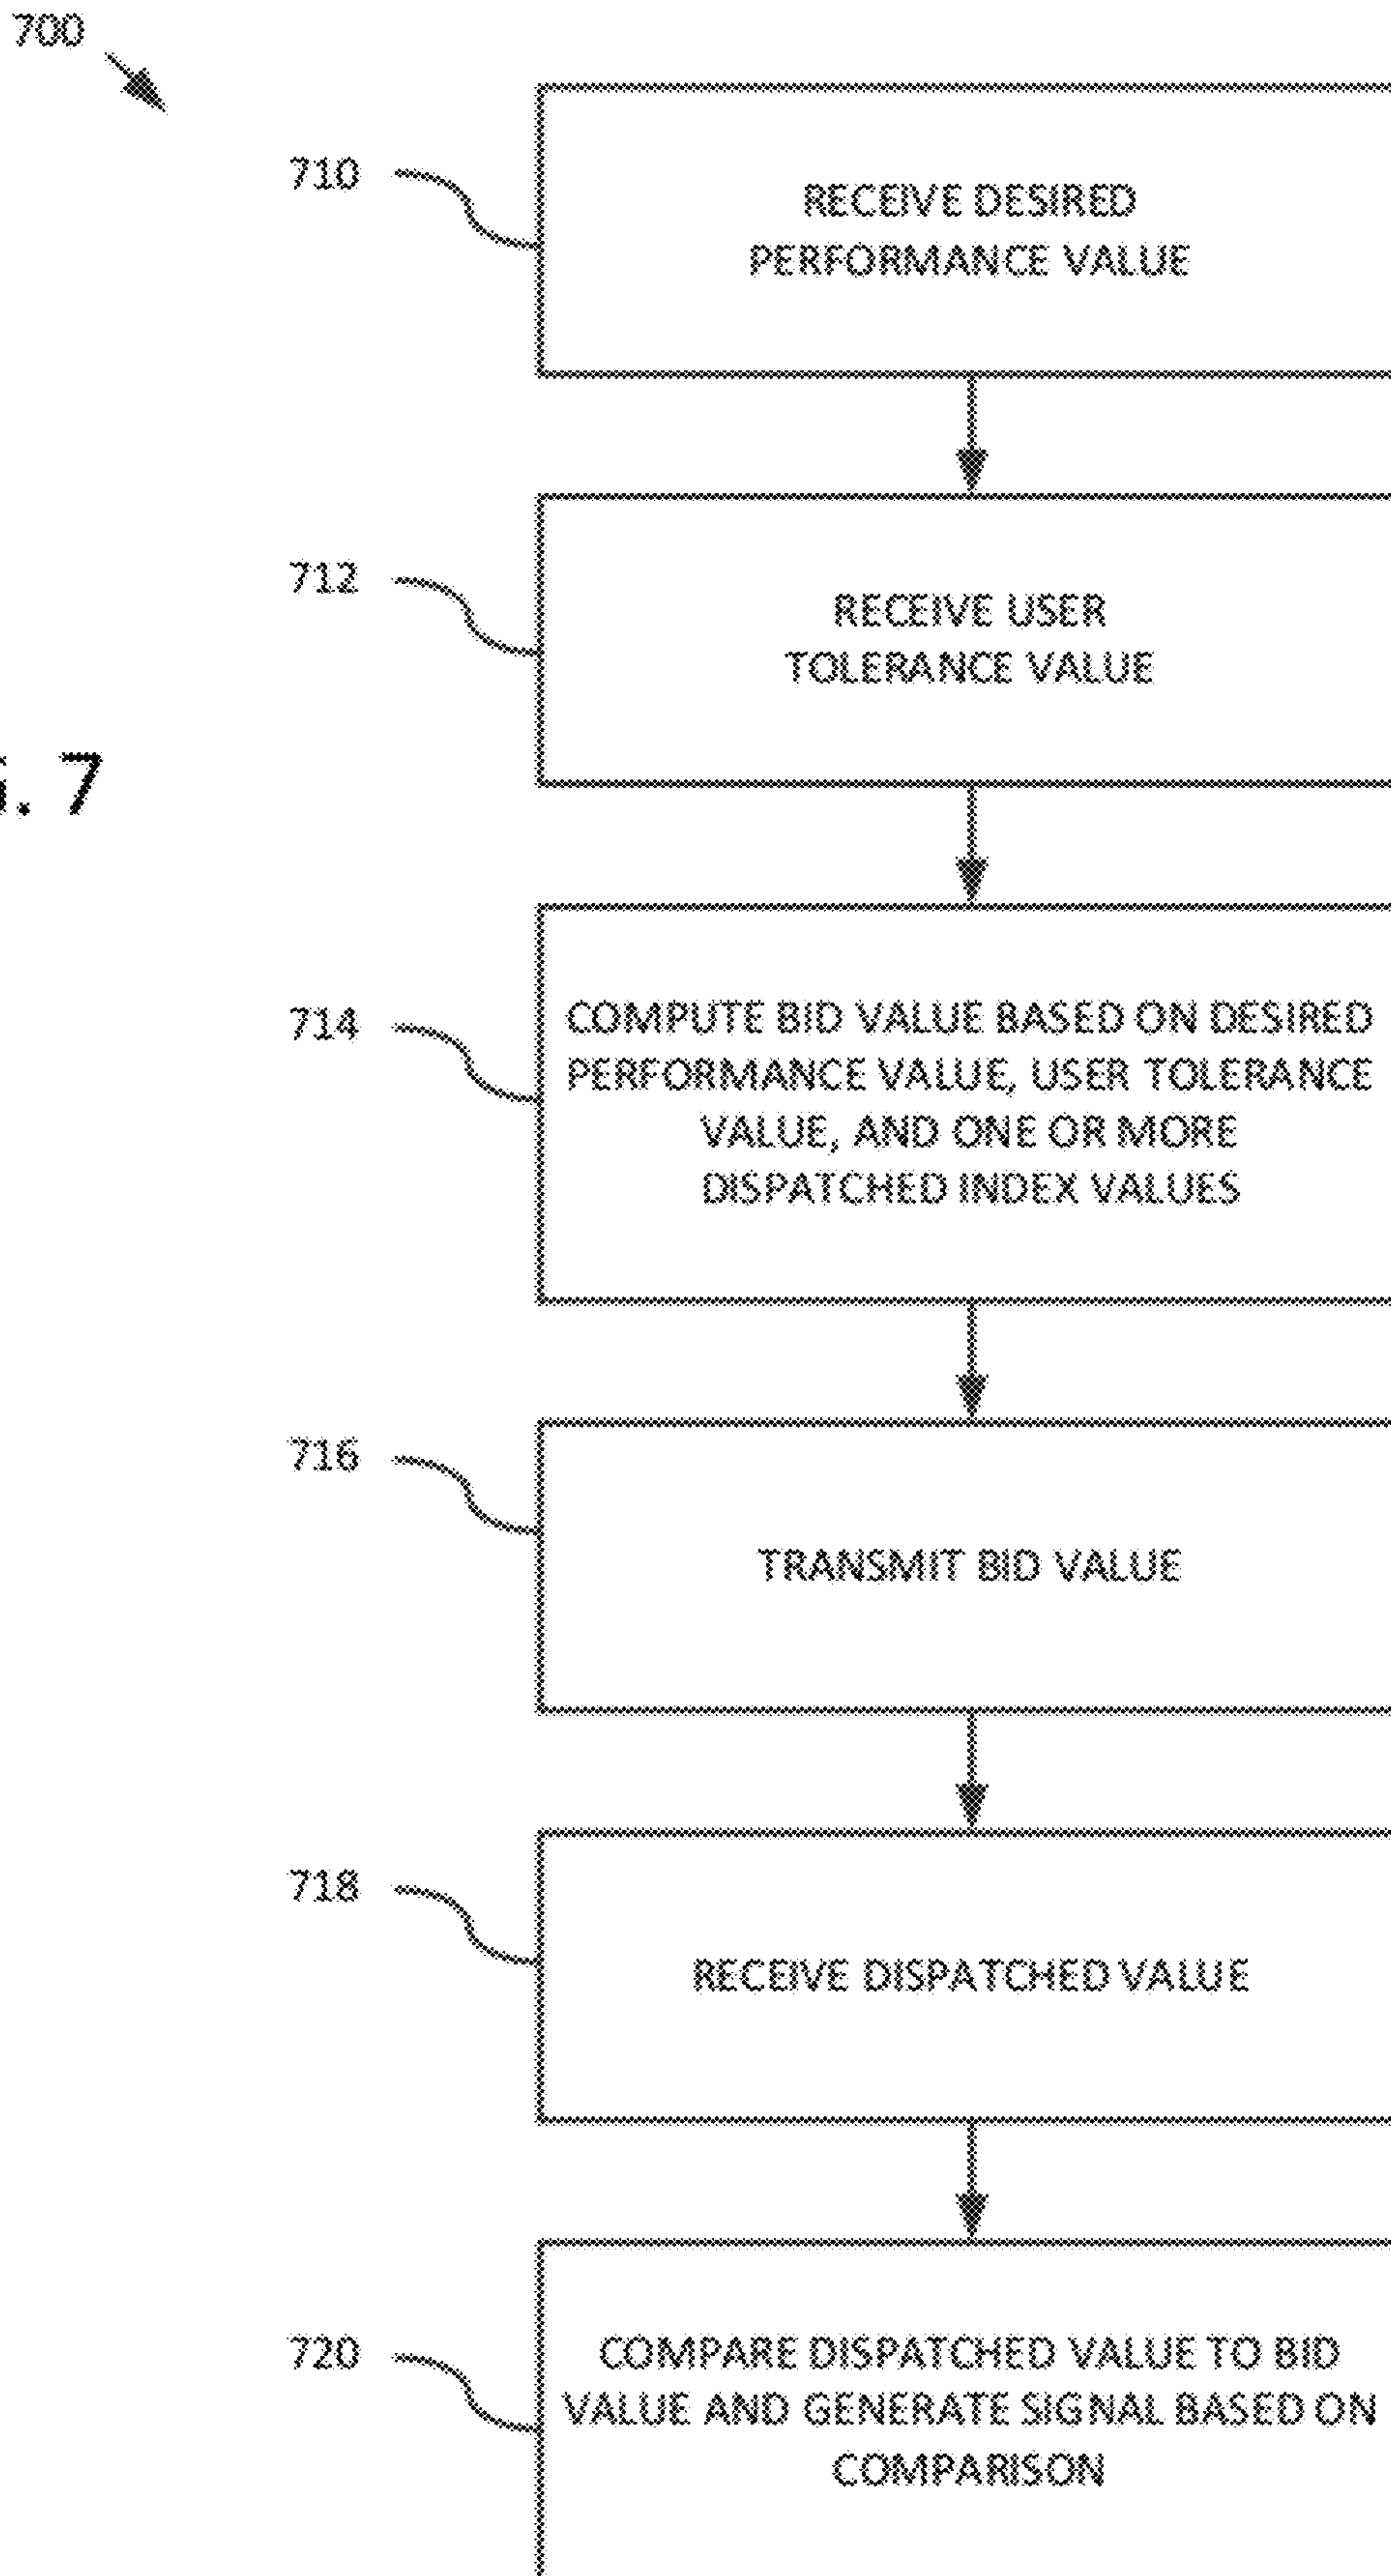 700
710
RECEIVE DESIRED
PERFORMANCE VALUE
712
RECEIVE USER
TOLERANCE VALUE
. 7
714
COMPUTE BID VALUE BASED ON DESIRED
PERFORMANCE VALUE, USER TOLERANCE
VALUE, AND ONE OR MORE
DISPATCHED INDEX VALUES
716
TRANSMIT BID VALUE
718
RECEIVE DISPATCHED VALUE
720
COMPARE DISPATCHED VALUE TO BID
VALUE AND GENERATE SIGNAL BASED ON
COMPARISON